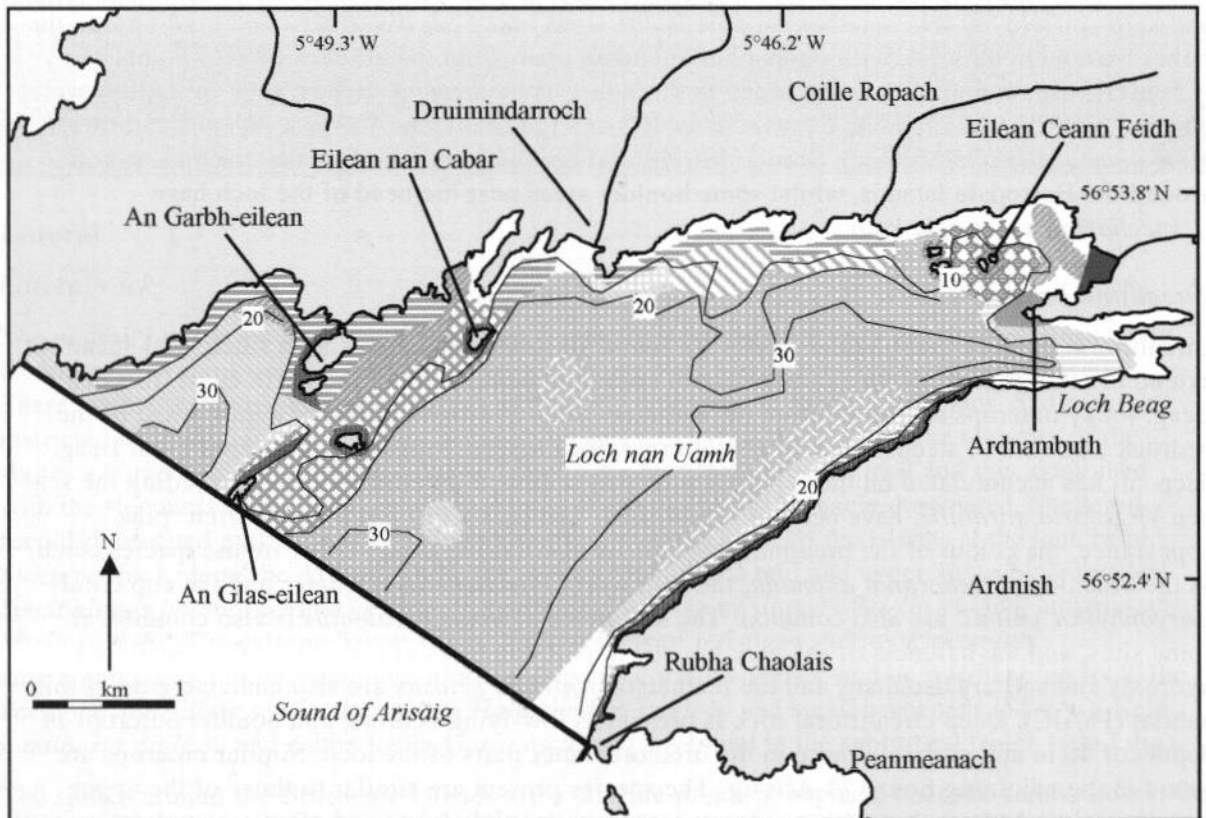 5°49.3' W
5°46.2' W
Druimindarroch
Coille Ropach
Eilean nan Cabar
Eilean Ceann Féidh
56°53.8' N
An Garbh-eilean
20
10
20
30
30
Loch Beag
Loch nan Uamh
Ardnambuth
20
30
56°52.4' N
An Glas-eilean
Ardnish
N
Rubha Chaolais
0 km 1
Sound of Arisaig
Peanmeanach